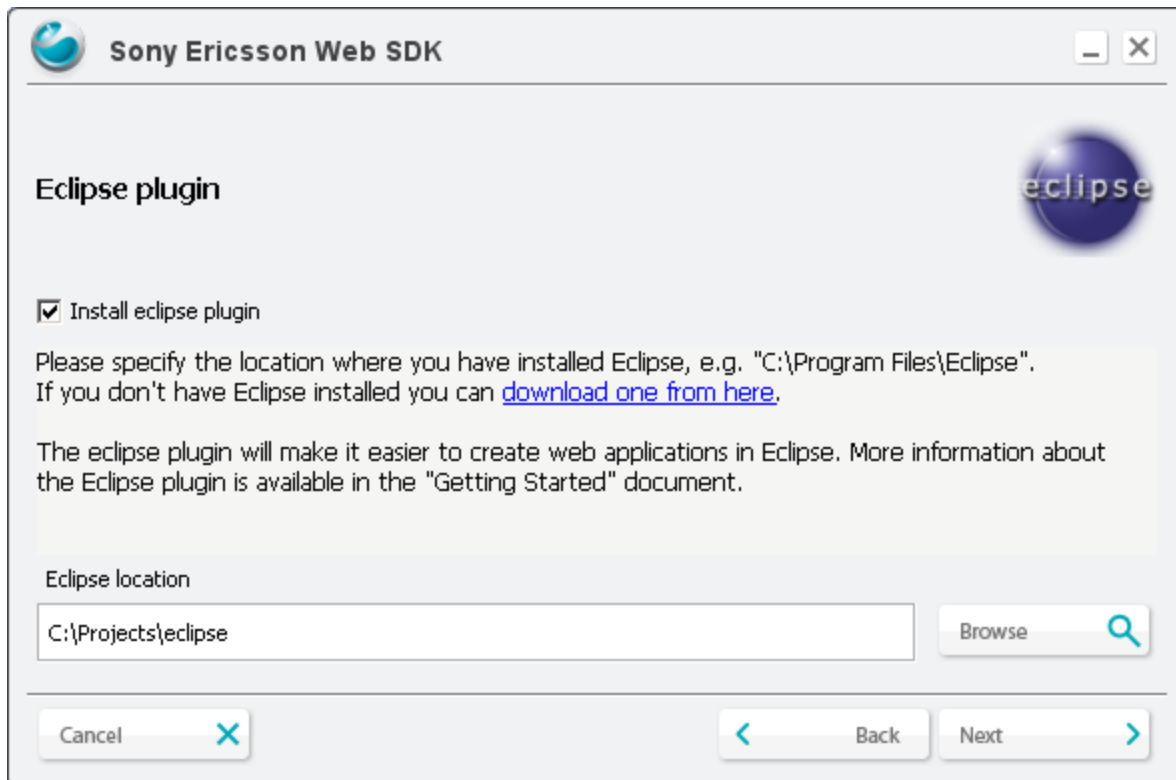 Sony Ericsson Web SDK
Eclipse plugin
eclipse
Install eclipse plugin
Please specify the location where you have installed Eclipse, e.g. "C:\Program Files\Eclipse".
If you don't have Eclipse installed you can download one from here.
The eclipse plugin will make it easier to create web applications in Eclipse. More information about
the Eclipse plugin is available in the "Getting Started" document.
Eclipse location
C:\Projects\eclipse
Browse
Cancel
Back
Next